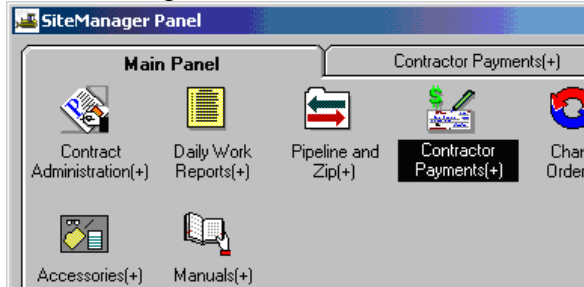 SiteManager Panel
Main Panel
Contractor Payments(+)
Contract
Administration(+)
Daily Work
Reports(+)
Pipeline and
Zip(+)
Contractor
Payments(+)
Accessories(+)
Manuals(+)